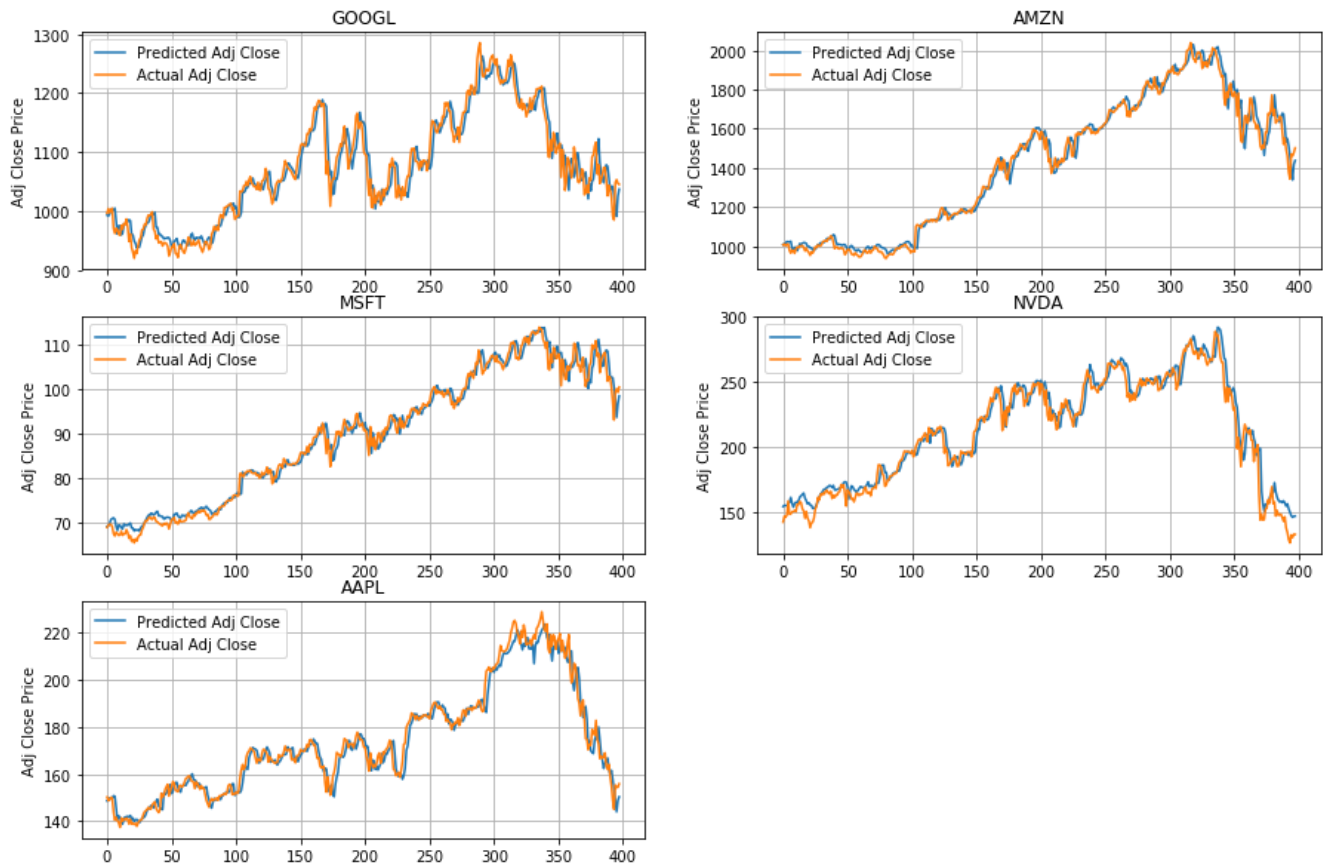 GOOGL
Predicted Adj Close
Actual Adj Close
Adj Close Price
1300
1200
1100
1000
900
0 50 100 150 200 250 300 350 400
AMZN
Predicted Adj Close
Actual Adj Close
Adj Close Price
2000
1800
1600
1400
1200
1000
0 50 100 150 200 250 300 350 400
MSFT
Predicted Adj Close
Actual Adj Close
Adj Close Price
110
100
90
80
70
0 50 100 150 200 250 300 350 400
NVDA
Predicted Adj Close
Actual Adj Close
Adj Close Price
300
250
200
150
0 50 100 150 200 250 300 350 400
AAPL
Predicted Adj Close
Actual Adj Close
Adj Close Price
220
200
180
160
140
0 50 100 150 200 250 300 350 400